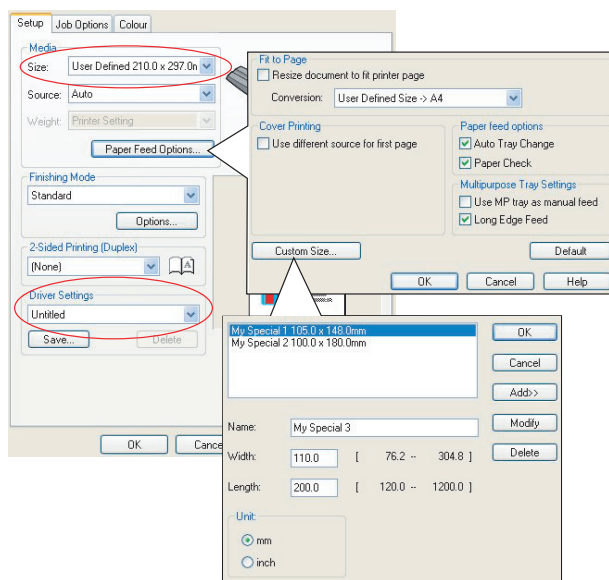 Setup
Job Options
Colour
Media
Size: User Defined 210.0 x 297.0n
Source: Auto
Weight: Printer Setting
Paper Feed Options...
Finishing Mode
Standard
Options...
2-Sided Printing (Duplex)
(None)
A
Driver Settings
Untitled
Save...
Delete
OK
Cance
Fit to Page
Resize document to fit printer page
Conversion: User Defined Size -> A4
Cover Printing
Use different source for first page
Paper feed options
Auto Tray Change
Paper Check
Multipurpose Tray Settings
Use MP tray as manual feed
Long Edge Feed
Custom Size...
Default
OK
Cancel
Help
My Special 1 105.0 x 148.0mm
My Special 2 100.0 x 180.0mm
OK
Cancel
Add>>
Modify
Delete
Name: My Special 3
Width: 110.0 [ 76.2 -- 304.8 ]
Length: 200.0 [ 120.0 -- 1200.0 ]
Unit:
mm
inch